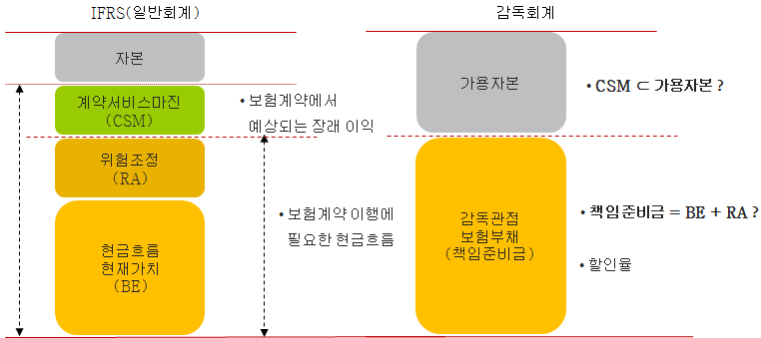 IFRS(일반회계)
감독회계
자본
계약서비스마진
(CSM)
• 보험계약에서
예상되는 장래 이익
위험조정
(RA)
• 보험계약 이행에
필요한 현금흐름
현금흐름
현재가치
(BE)
가용자본
• CSM ⊂ 가용자본 ?
감독관점
보험부채
(책임준비금)
• 책임준비금 = BE + RA ?
• 할인율